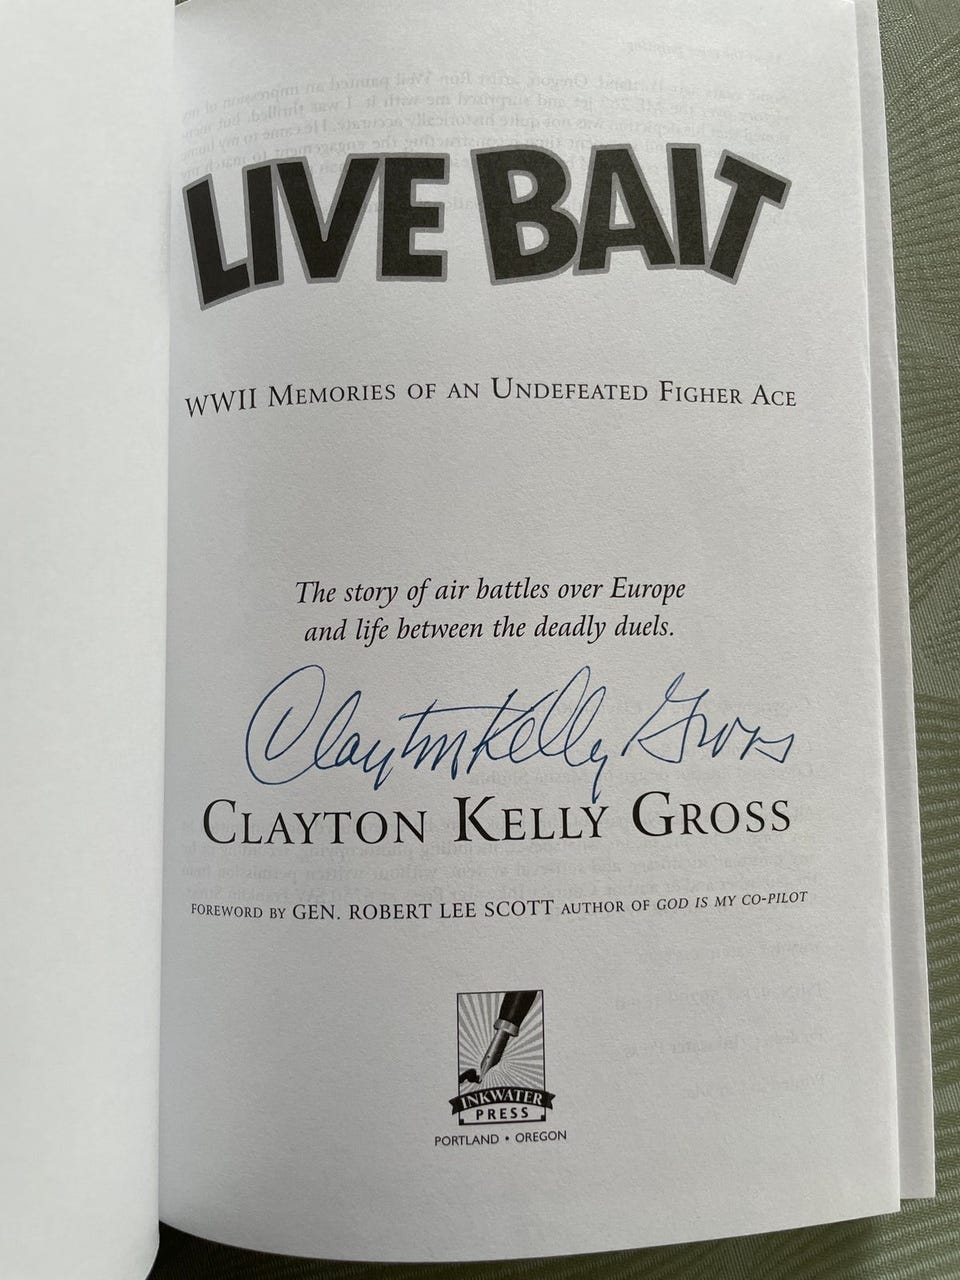 LIVE BAIT
WWII MEMORIES OF AN UNDEFEATED FIGHER ACE
The story of air battles over Europe
and life between the deadly duels.
Clayton Kelly Gross
CLAYTON KELLY GROSS
FOREWORD BY GEN. ROBERT LEE SCOTT AUTHOR OF GOD IS MY CO-PILOT
INKWATER
PRESS
PORTLAND • OREGON